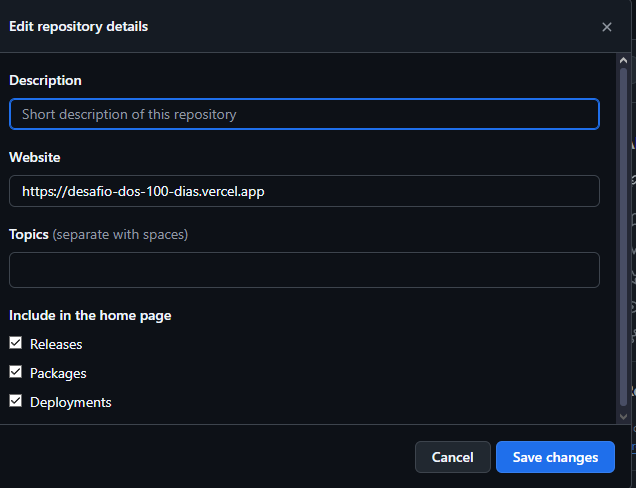 Edit repository details
Description
Short description of this repository
Website
https://desafio-dos-100-dias.vercel.app
Topics (separate with spaces)
Include in the home page
Releases
Packages
Deployments
Cancel
Save changes